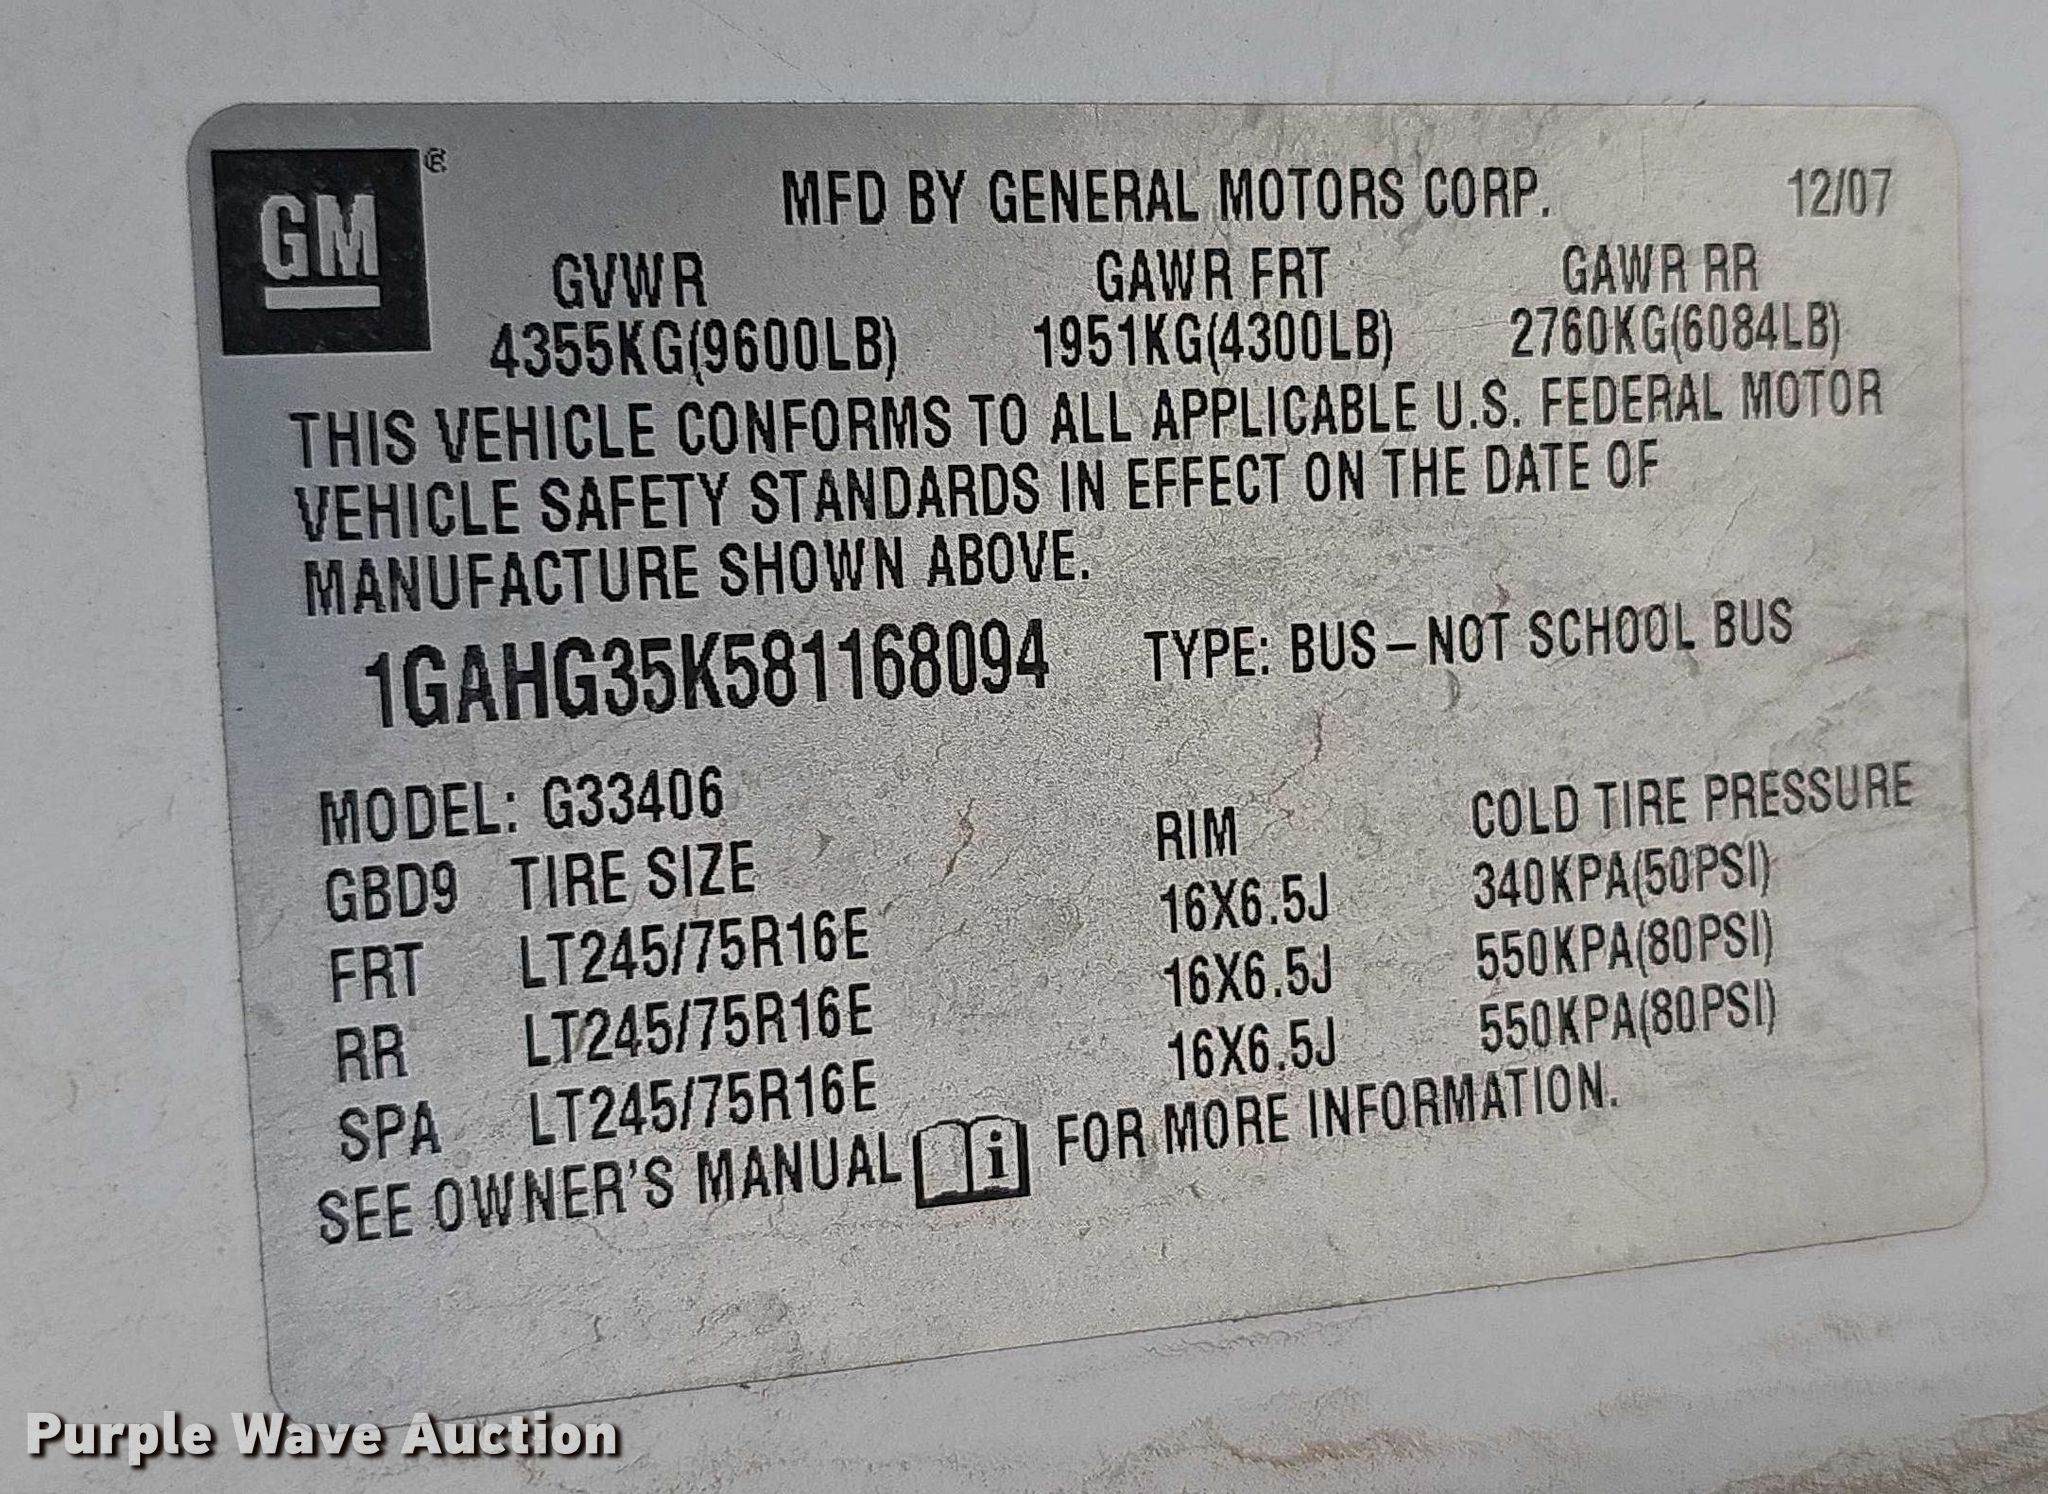 GM®
MFD BY GENERAL MOTORS CORP. 12/07
GVWR GAWR FRT GAWR RR
4355KG(9600LB) 1951KG(4300LB) 2760KG(6084LB)
THIS VEHICLE CONFORMS TO ALL APPLICABLE U.S. FEDERAL MOTOR
VEHICLE SAFETY STANDARDS IN EFFECT ON THE DATE OF
MANUFACTURE SHOWN ABOVE.
1GAHG35K581168094 TYPE: BUS–NOT SCHOOL BUS
MODEL: G33406
GBD9 TIRE SIZE RIM COLD TIRE PRESSURE
FRT LT245/75R16E 16X6.5J 340KPA(50PSI)
RR LT245/75R16E 16X6.5J 550KPA(80PSI)
SPA LT245/75R16E 16X6.5J 550KPA(80PSI)
SEE OWNER'S MANUAL i FOR MORE INFORMATION.
Purple Wave Auction